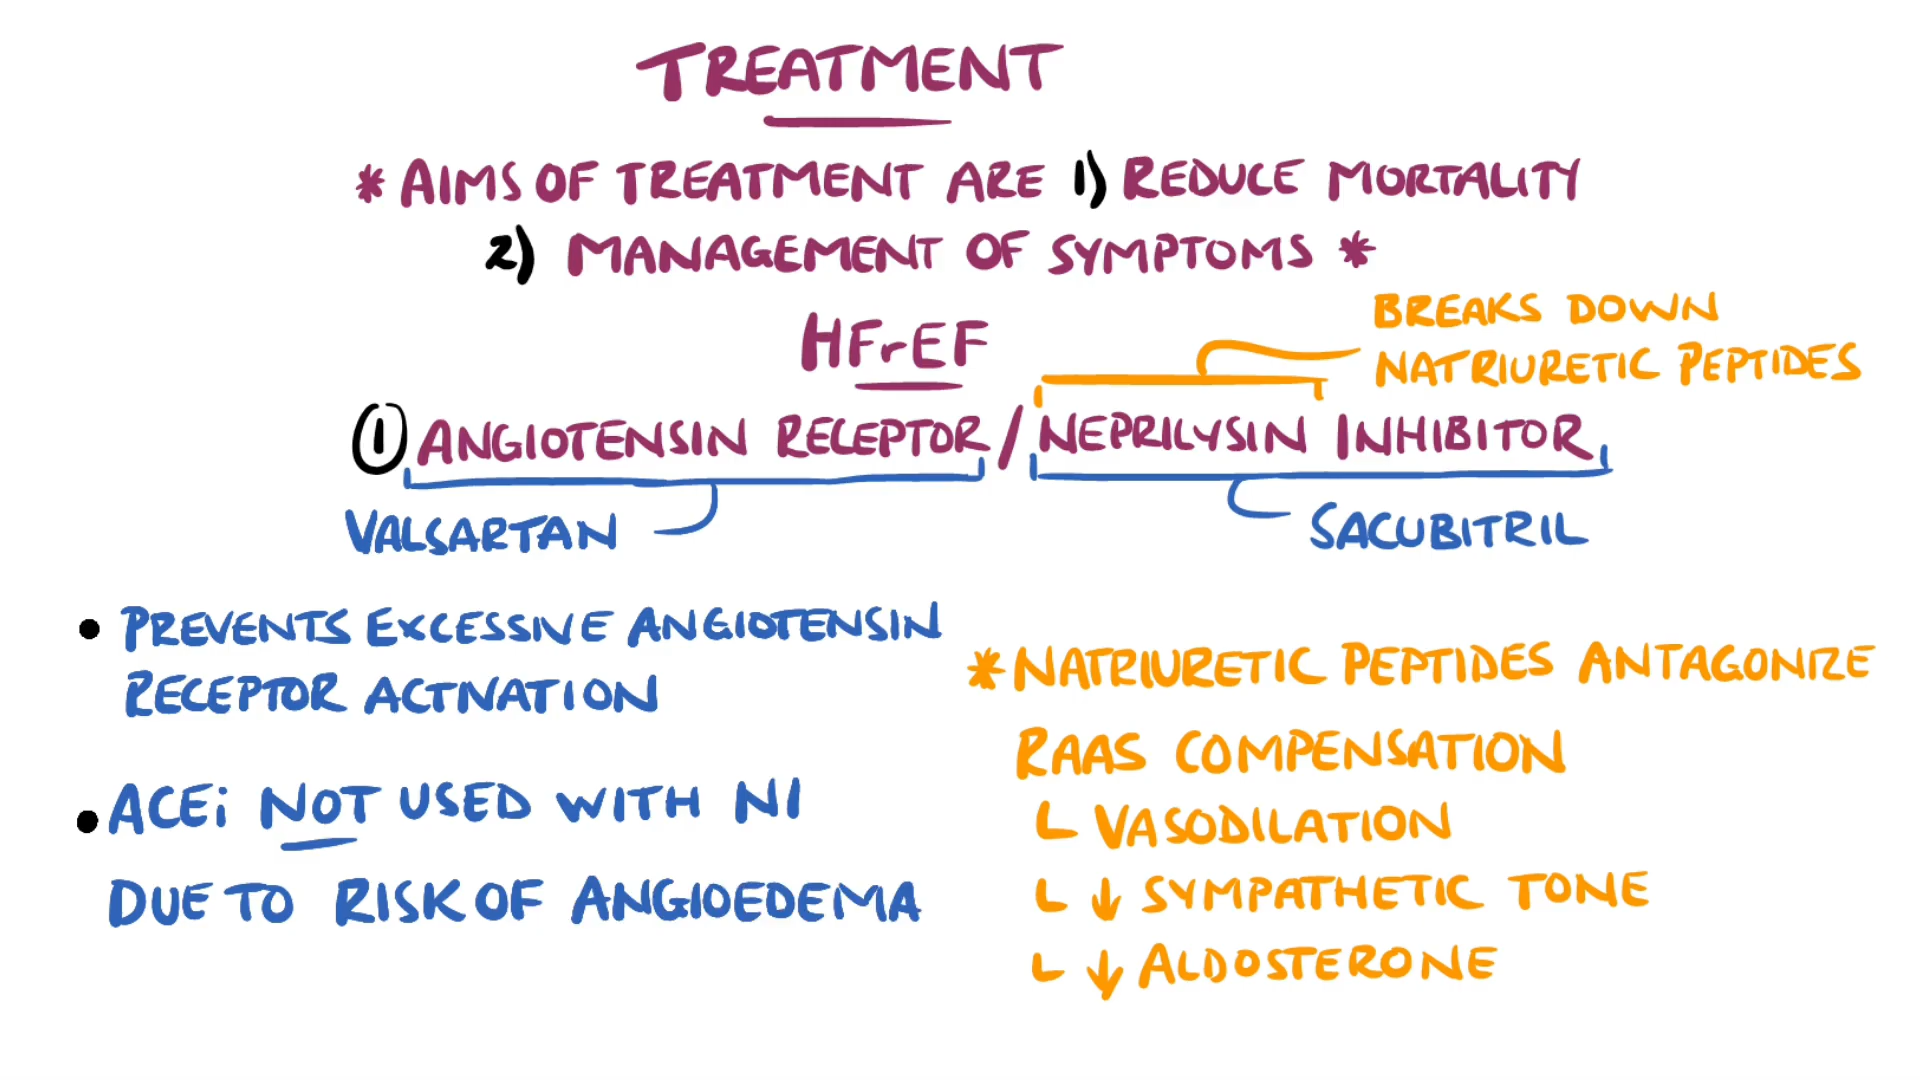 TREATMENT
* AIMS OF TREATMENT ARE 1) REDUCE MORTALITY
2) MANAGEMENT OF SYMPTOMS *
HFrEF
BREAKS DOWN
NATRIURETIC PEPTIDES
① ANGIOTENSIN RECEPTOR / NEPRILYSIN INHIBITOR
VALSARTAN
SACUBITRIL
• PREVENTS EXCESSIVE ANGIOTENSIN
RECEPTOR ACTIVATION
• ACEi NOT USED WITH NI
DUE TO RISK OF ANGIOEDEMA
* NATRIURETIC PEPTIDES ANTAGONIZE
RAAS COMPENSATION
└ VASODILATION
└ ↓ SYMPATHETIC TONE
└ ↓ ALDOSTERONE